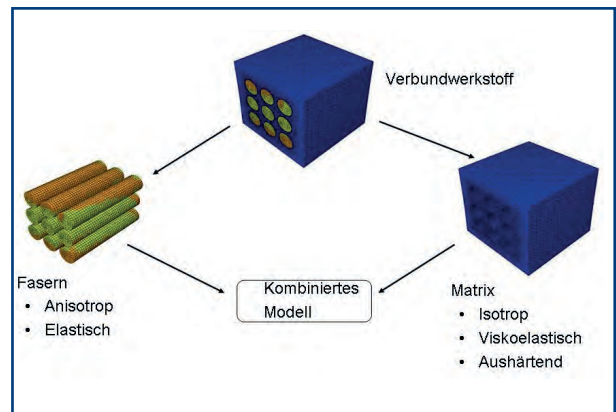 Verbundwerkstoff
Fasern
• Anisotrop
• Elastisch
Kombiniertes
Modell
Matrix
• Isotrop
• Viskoelastisch
• Aushärtend